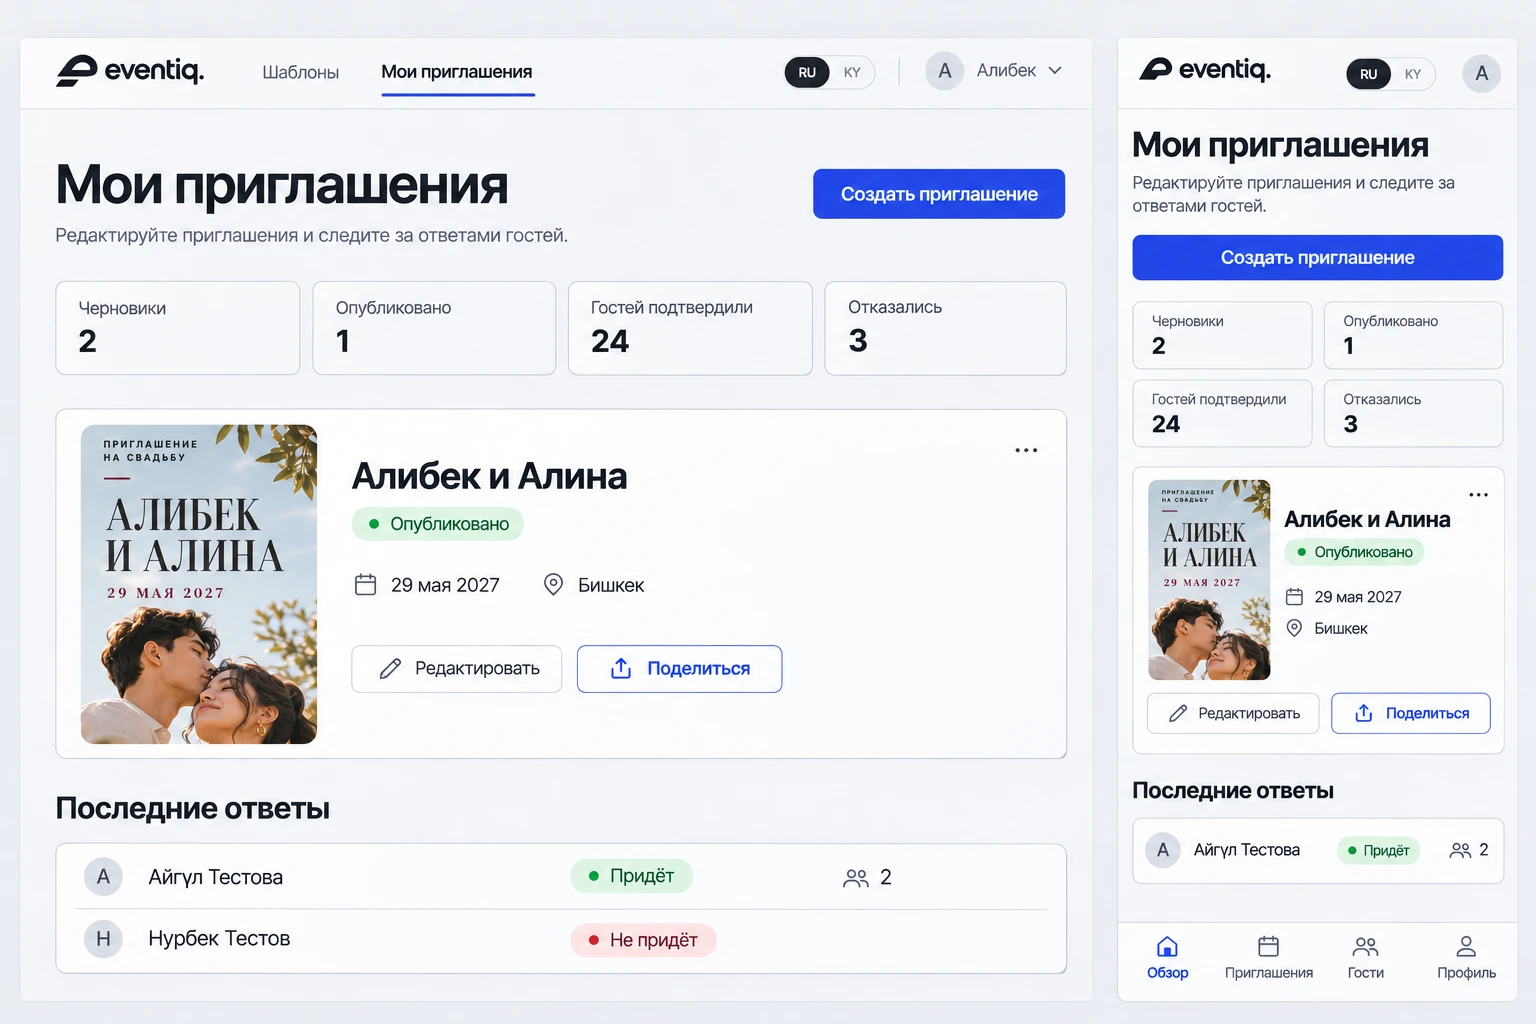 eventiq.
Шаблоны
Мои приглашения
RU
KY
A
Алибек
Мои приглашения
Создать приглашение
Редактируйте приглашения и следите за ответами гостей.
Черновики
2
Опубликовано
1
Гостей подтвердили
24
Отказались
3
ПРИГЛАШЕНИЕ
НА СВАДЬБУ
АЛИБЕК
И АЛИНА
29 МАЯ 2027
Алибек и Алина
Опубликовано
29 мая 2027
Бишкек
Редактировать
Поделиться
Последние ответы
А
Айгүл Тестова
Придёт
2
Н
Нурбек Тестов
Не придёт
eventiq.
RU
KY
A
Мои приглашения
Редактируйте приглашения и следите за
ответами гостей.
Создать приглашение
Черновики
2
Опубликовано
1
Гостей подтвердили
24
Отказались
3
ПРИГЛАШЕНИЕ
НА СВАДЬБУ
АЛИБЕК
И АЛИНА
29 МАЯ 2027
Алибек и Алина
Опубликовано
29 мая 2027
Бишкек
Редактировать
Поделиться
Последние ответы
А
Айгүл Тестова
Придёт
2
Обзор
Приглашения
Гости
Профиль